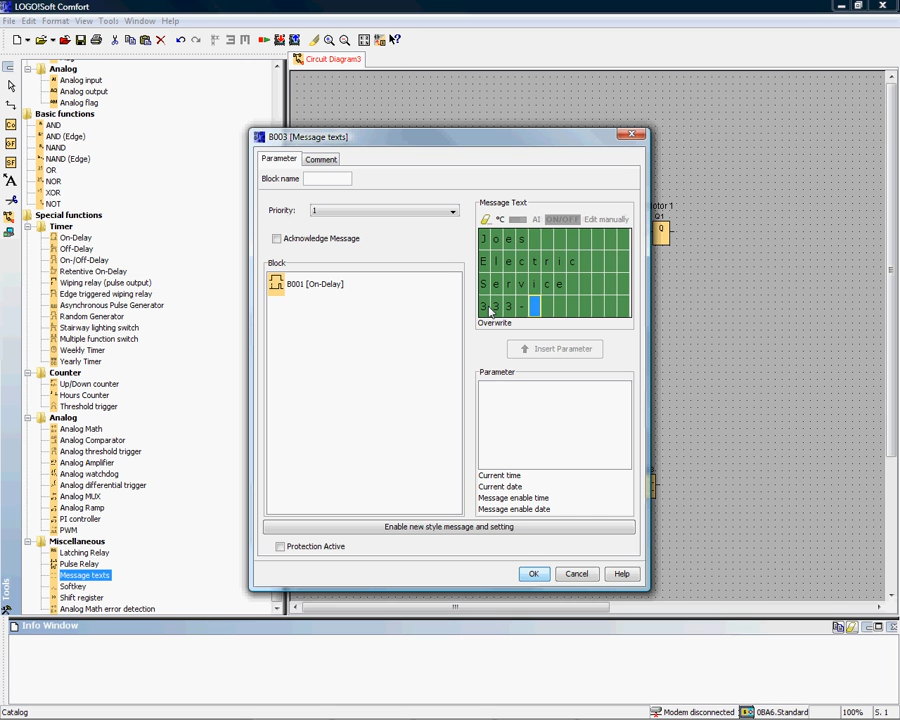 LOGO!Soft Comfort
File Edit Format View Tools Window Help
Circuit Diagram3
Analog
Analog input
Analog output
Analog flag
Basic functions
AND
AND (Edge)
NAND
NAND (Edge)
OR
NOR
XOR
NOT
Special functions
Timer
On-Delay
Off-Delay
On-/Off-Delay
Retentive On-Delay
Wiping relay (pulse output)
Edge triggered wiping relay
Asynchronous Pulse Generator
Random Generator
Stairway lighting switch
Multiple function switch
Weekly Timer
Yearly Timer
Counter
Up/Down counter
Hours Counter
Threshold trigger
Analog
Analog Math
Analog Comparator
Analog threshold trigger
Analog Amplifier
Analog watchdog
Analog differential trigger
Analog MUX
Analog Ramp
PI controller
PWM
Miscellaneous
Latching Relay
Pulse Relay
Message texts
Softkey
Shift register
Analog Math error detection
Tools
B003 [Message texts]
Parameter Comment
Block name
Priority: 1
Acknowledge Message
Block
B001 [On-Delay]
Message Text
°C AI ON/OFF Edit manually
Joes
Electric
Service
333-
Overwrite
Insert Parameter
Parameter
Current time
Current date
Message enable time
Message enable date
Enable new style message and setting
Protection Active
OK Cancel Help
otor 1
Q1
Q
Info Window
Catalog
Modem disconnected
0BA6.Standard
100%
S. 1